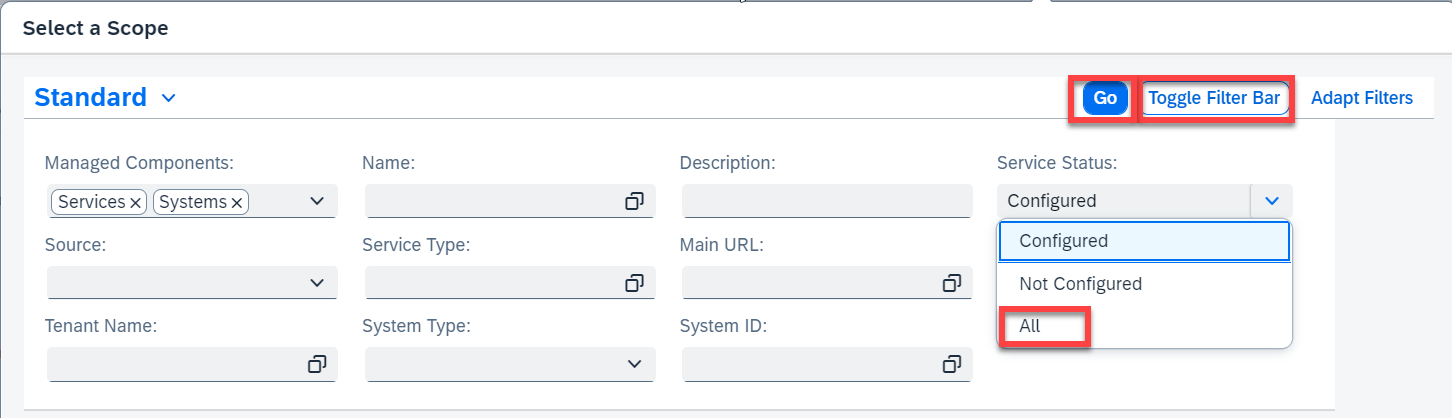 Select a Scope
Standard
Go Toggle Filter Bar Adapt Filters
Managed Components: Name: Description: Service Status:
Services Systems Configured
Configured
Source: Service Type: Main URL:
Not Configured
Tenant Name: System Type: System ID: All